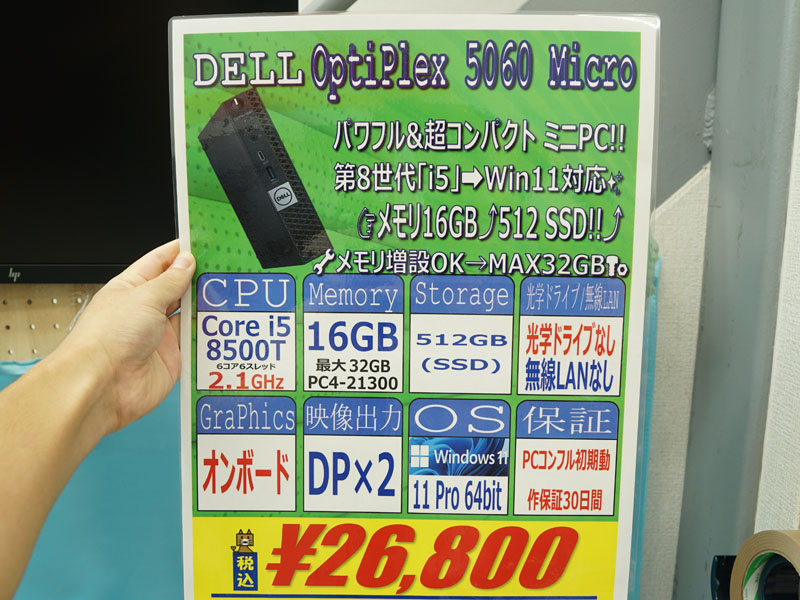 DELL OptiPlex 5060 Micro
パワフル&超コンパクト ミニPC!!
第8世代「i5」➡Win11対応
メモリ16GB⤴512 SSD!!⤴
メモリ増設OK→MAX32GB
DELL
hp
CPU
Core i5
8500T
6コア6スレッド
2.1GHz
Memory
16GB
最大32GB
PC4-21300
Storage
512GB
(SSD)
光学ドライブ/無線LAN
光学ドライブなし
無線LANなし
GraPhics
オンボード
映像出力
DP×2
OS
Windows 11
11 Pro 64bit
保証
PCコンフル初期動
作保証30日間
税込
¥26,800